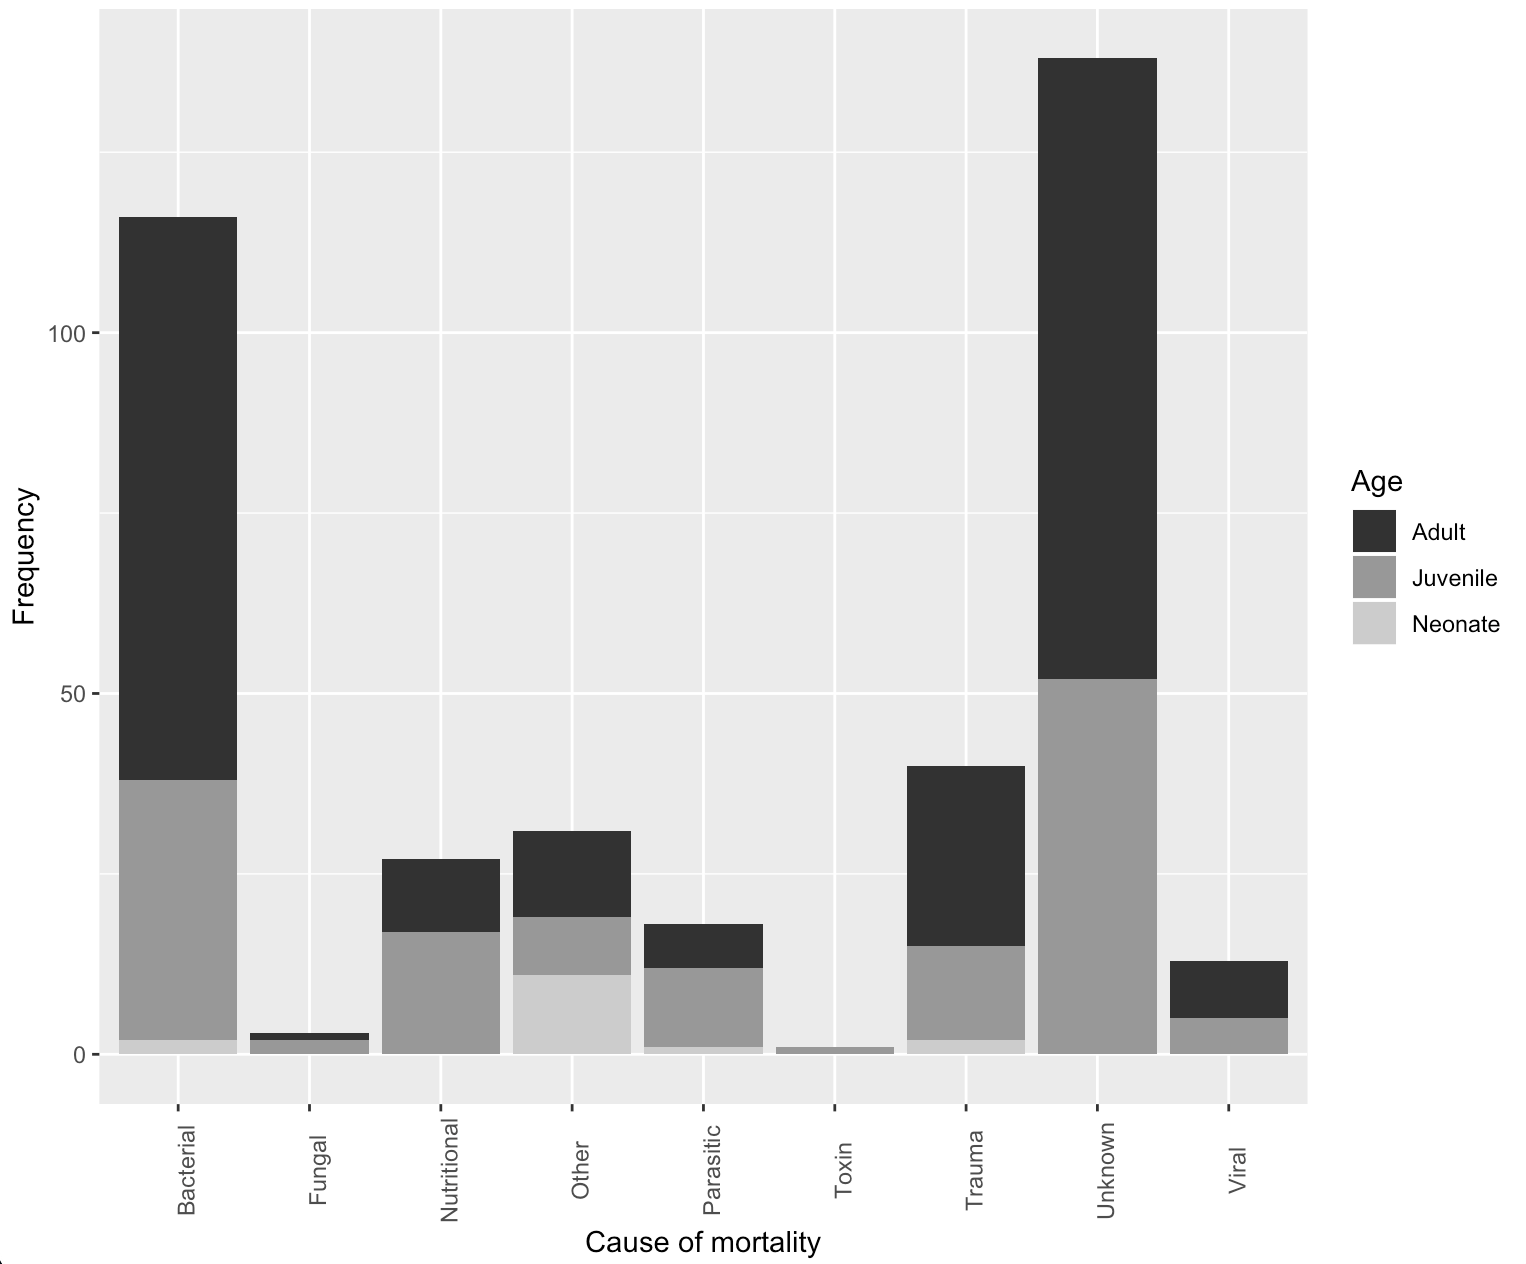 Frequency
100
50
0
Bacterial
Fungal
Nutritional
Other
Parasitic
Toxin
Trauma
Unknown
Viral
Cause of mortality
Age
Adult
Juvenile
Neonate